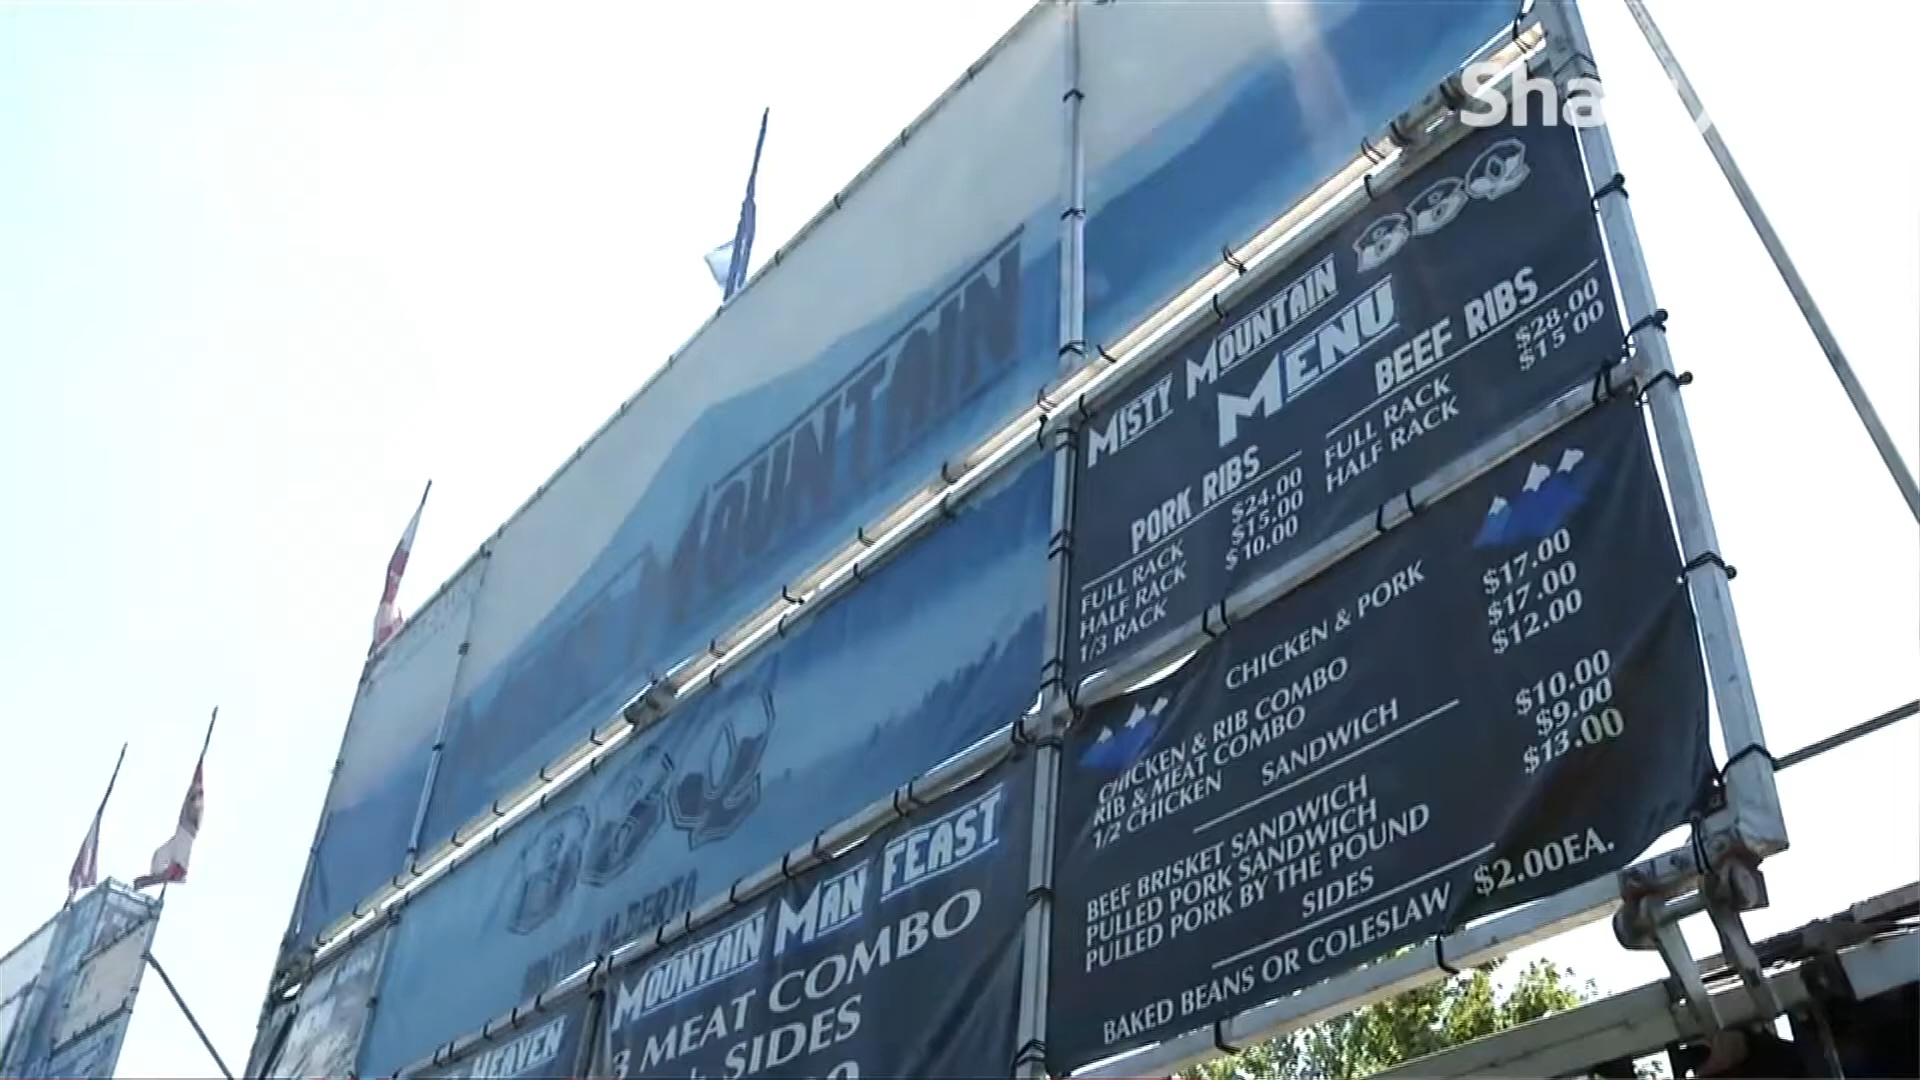 Sha
MOUNTAIN
BBQ
MISTY MOUNTAIN BBQ
MENU
PORK RIBS
FULL RACK $24.00
HALF RACK $15.00
1/3 RACK $10.00
BEEF RIBS
FULL RACK $28.00
HALF RACK $15 00
CHICKEN & PORK
CHICKEN & RIB COMBO $17.00
RIB & MEAT COMBO $17.00
1/2 CHICKEN $12.00
SANDWICH
BEEF BRISKET SANDWICH $10.00
PULLED PORK SANDWICH $9.00
PULLED PORK BY THE POUND $13.00
SIDES
BAKED BEANS OR COLESLAW $2.00EA.
MOUNTAIN MAN FEAST
3 MEAT COMBO
SIDES
HEAVEN